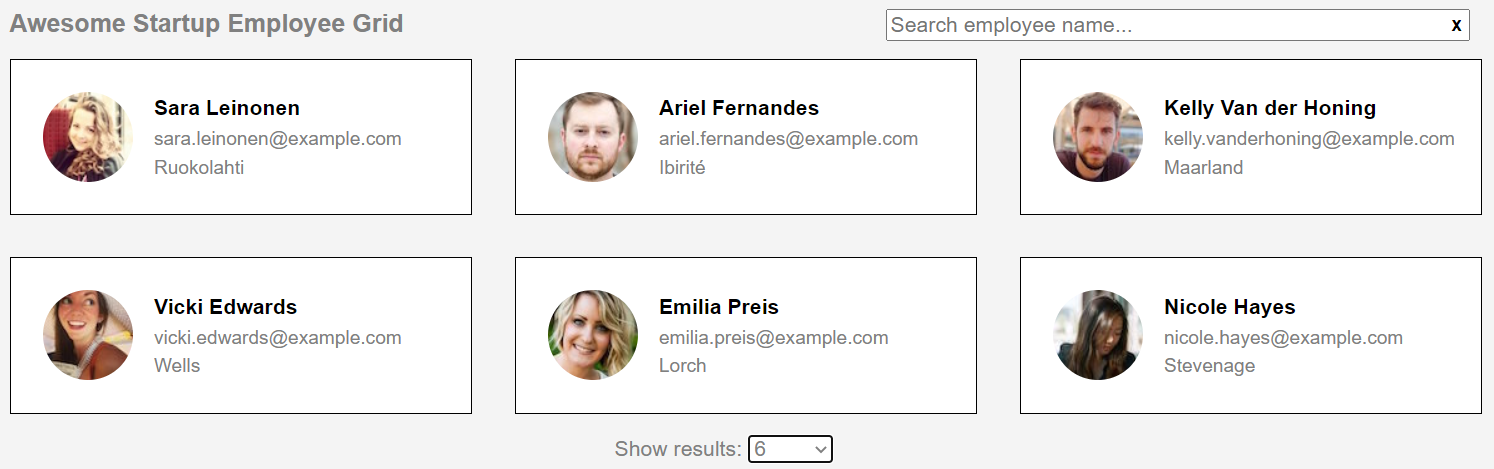 Awesome Startup Employee Grid
Search employee name... x
Sara Leinonen
sara.leinonen@example.com
Ruokolahti
Ariel Fernandes
ariel.fernandes@example.com
Ibirité
Kelly Van der Honing
kelly.vanderhoning@example.com
Maarland
Vicki Edwards
vicki.edwards@example.com
Wells
Emilia Preis
emilia.preis@example.com
Lorch
Nicole Hayes
nicole.hayes@example.com
Stevenage
Show results: 6